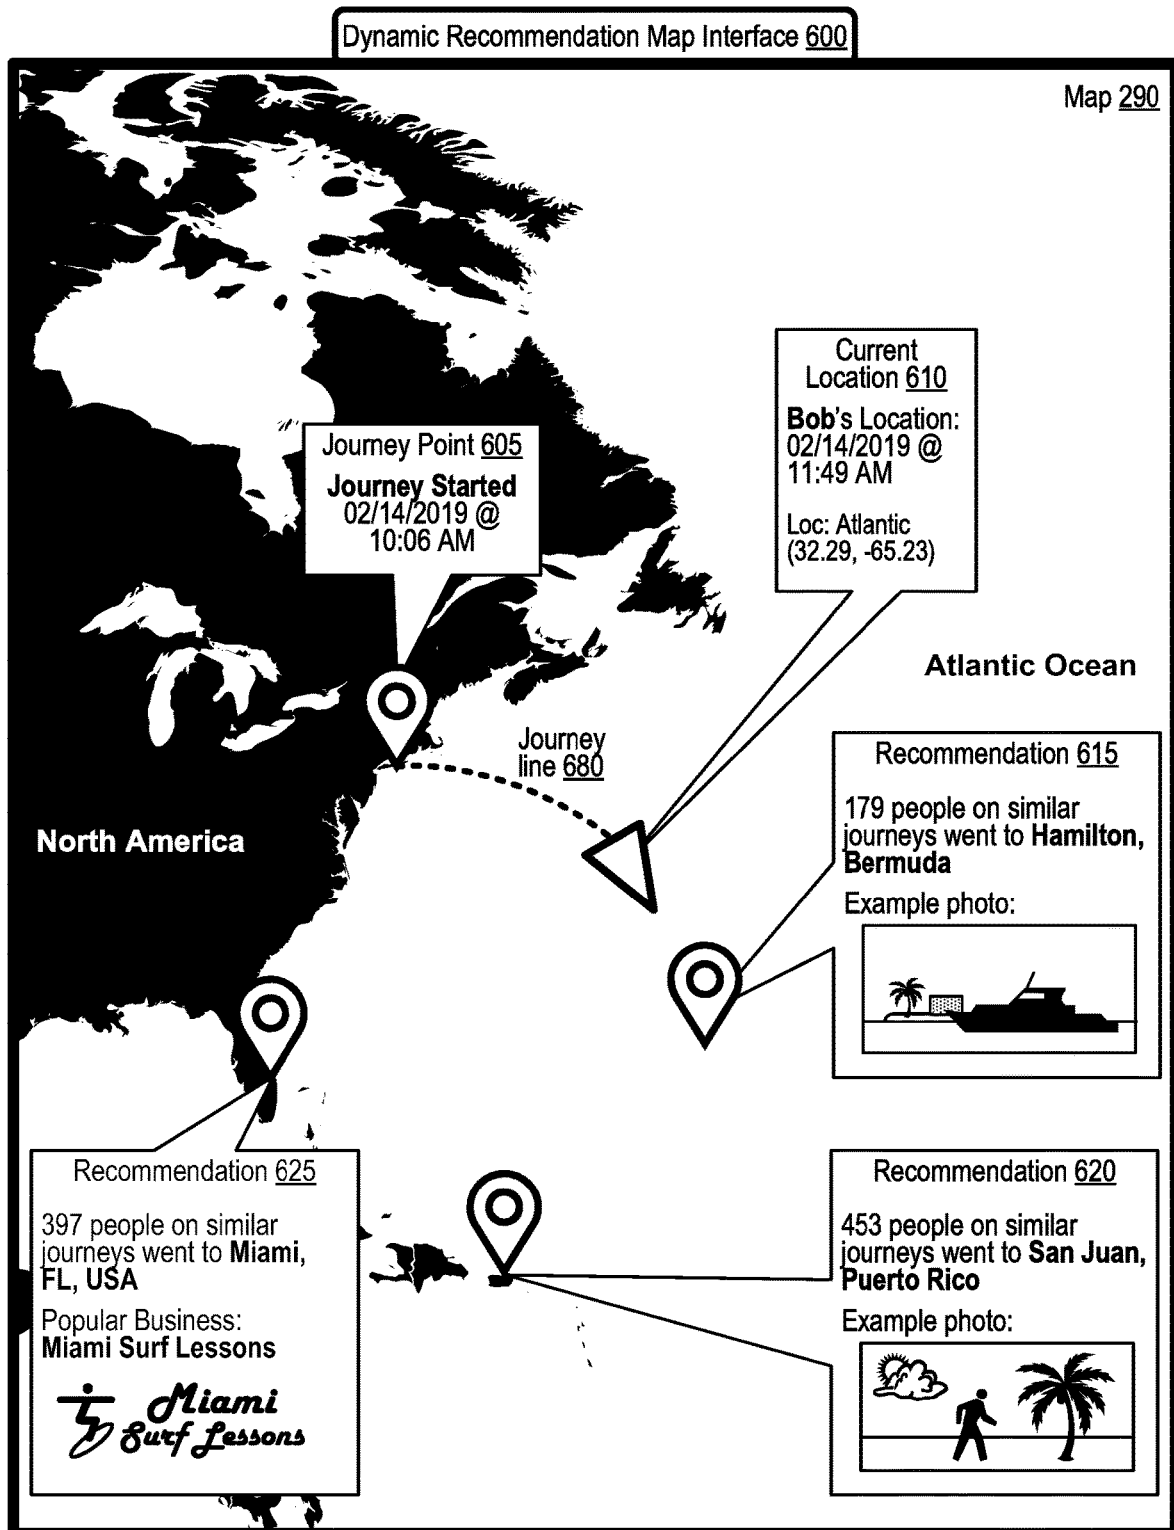 Dynamic Recommendation Map Interface 600
Map 290
Current
Location 610
Bob's Location:
02/14/2019 @
11:49 AM
Loc: Atlantic
(32.29, -65.23)
Journey Point 605
Journey Started
02/14/2019 @
10:06 AM
Atlantic Ocean
Journey
line 680
North America
Recommendation 615
179 people on similar
journeys went to Hamilton,
Bermuda
Example photo:
Recommendation 625
397 people on similar
journeys went to Miami,
FL, USA
Popular Business:
Miami Surf Lessons
Miami
Surf Lessons
Recommendation 620
453 people on similar
journeys went to San Juan,
Puerto Rico
Example photo: